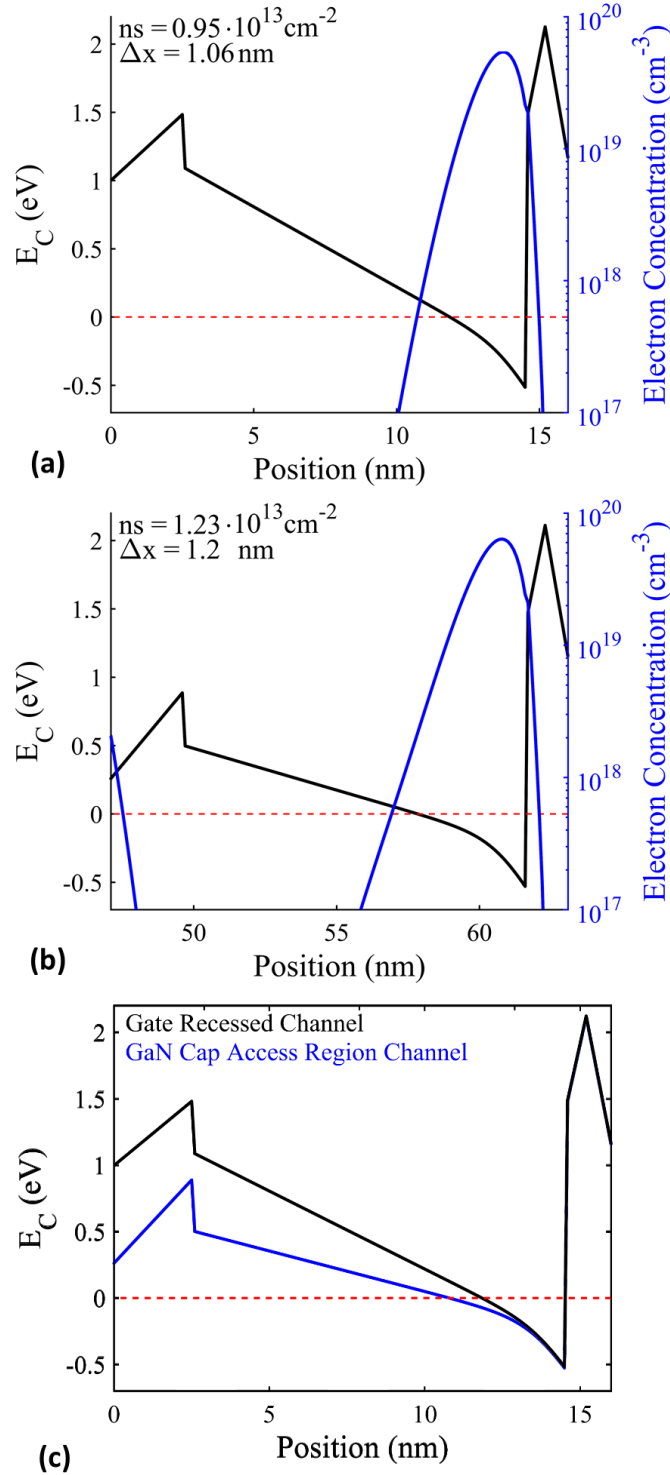 ns = 0.95·10¹³cm⁻²
Δx = 1.06 nm
10²⁰
2
1.5
10¹⁹
1
0.5
10¹⁸
0
-0.5
10¹⁷
0 5 10 15
E_C (eV)
Electron Concentration (cm⁻³)
Position (nm)
(a)
ns = 1.23·10¹³cm⁻²
Δx = 1.2 nm
10²⁰
2
1.5
10¹⁹
1
0.5
10¹⁸
0
-0.5
10¹⁷
50 55 60
E_C (eV)
Electron Concentration (cm⁻³)
Position (nm)
(b)
Gate Recessed Channel
GaN Cap Access Region Channel
2
1.5
1
0.5
0
-0.5
0 5 10 15
E_C (eV)
Position (nm)
(c)